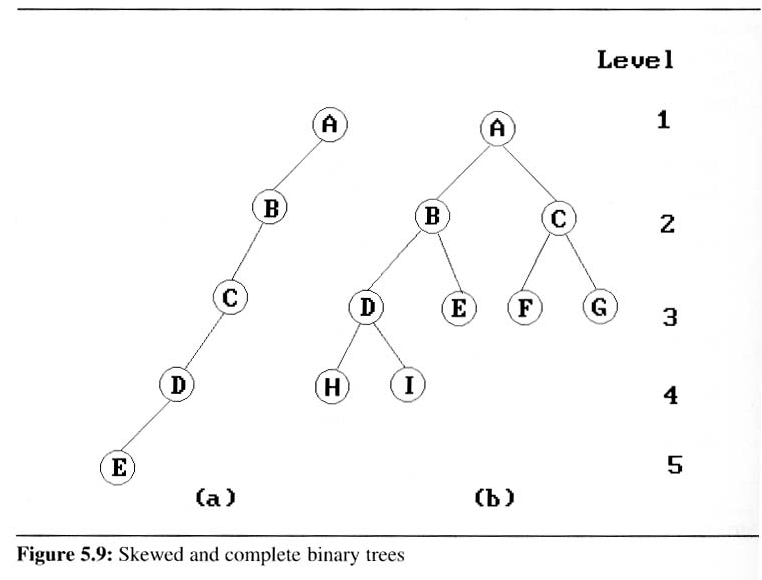 Level
A A 1
B B C 2
C D E F G 3
D H I 4
E 5
(a) (b)
Figure 5.9: Skewed and complete binary trees